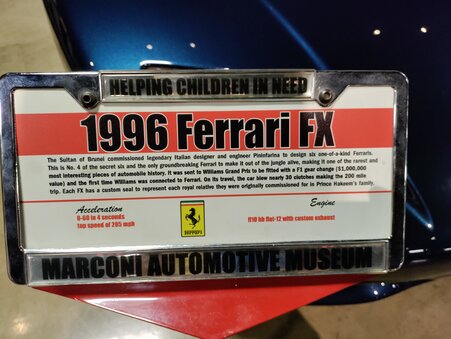 HELPING CHILDREN IN NEED
1996 Ferrari FX
The Sultan of Brunei commissioned legendary Italian designer and engineer Pininfarina to design six one-of-a-kind Ferraris.
This is No. 4 of the secret six and the only groundbreaking Ferrari to make it out of the jungle alive, making it one of the rarest and
most interesting pieces of automobile history. It was sent to Williams Grand Prix to be fitted with a F1 gear change ($1,000,000
value) and the first time Williams was connected to Ferrari. On its travel, the car blew nearly 30 clutches making the 200 mile
trip. Each FX has a custom seal to represent each royal relative they were originally commissioned for in Prince Hakeem's family.
Acceleration
0-60 in 4 seconds
top speed of 205 mph
Ferrari
Engine
flat-12 with custom exhaust
MARCONI AUTOMOTIVE MUSEUM